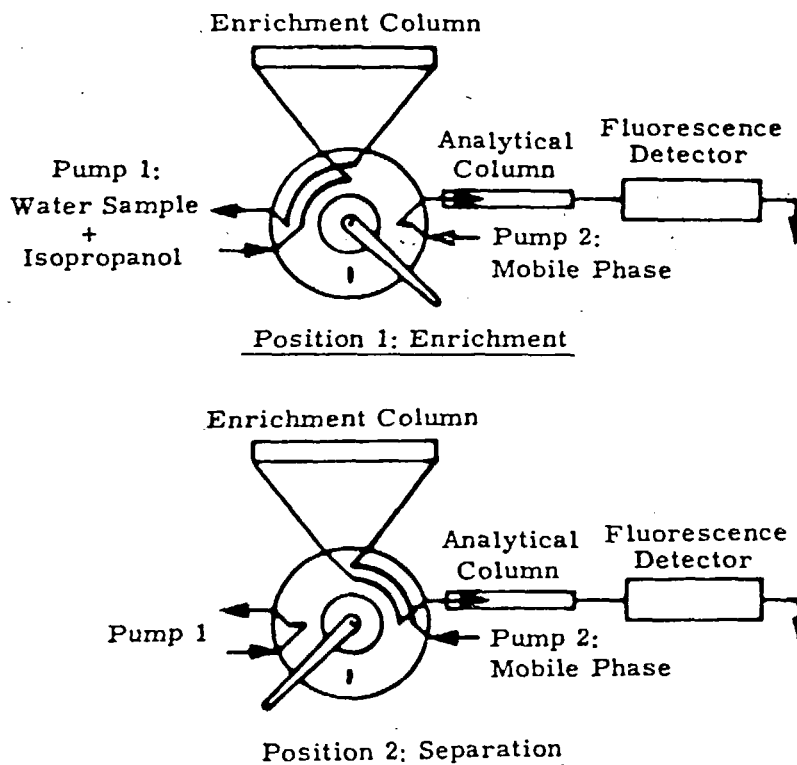 Enrichment Column
Pump 1:
Water Sample
+
Isopropanol
Analytical
Column
Fluorescence
Detector
Pump 2:
Mobile Phase
Position 1: Enrichment
Enrichment Column
Pump 1
Analytical
Column
Fluorescence
Detector
Pump 2:
Mobile Phase
Position 2: Separation